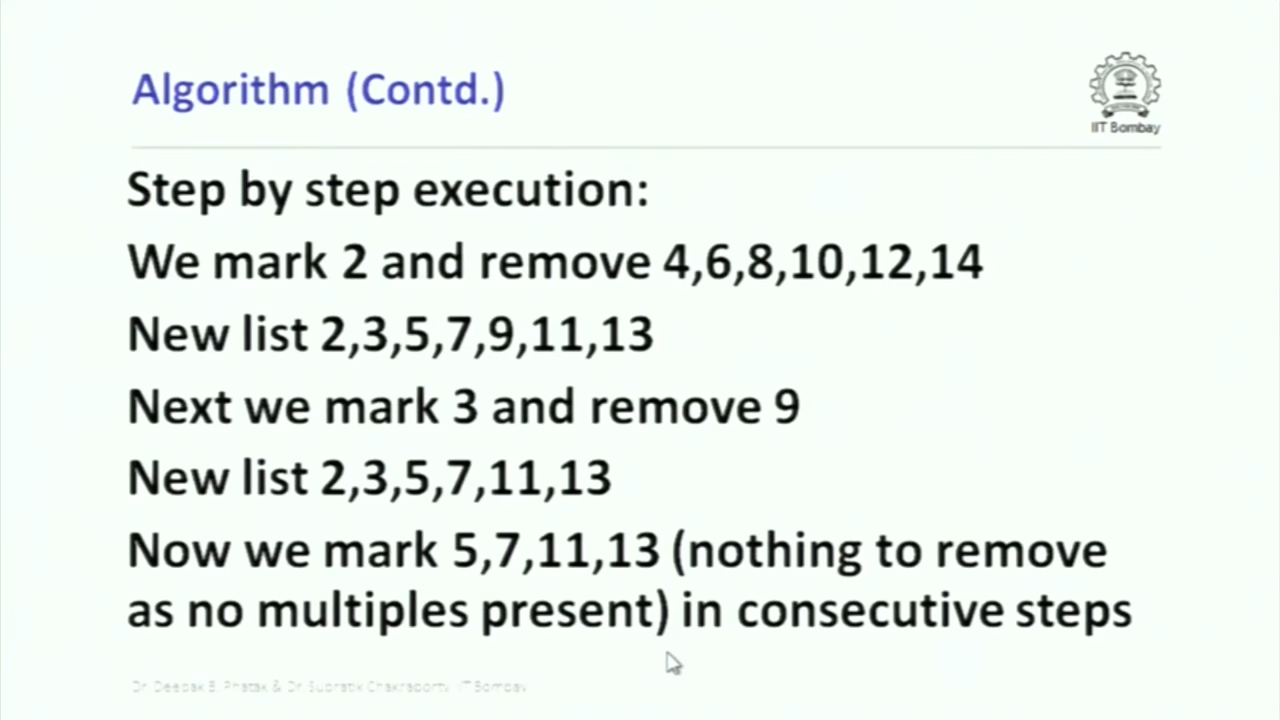 Algorithm (Contd.)
IIT Bombay
Step by step execution:
We mark 2 and remove 4,6,8,10,12,14
New list 2,3,5,7,9,11,13
Next we mark 3 and remove 9
New list 2,3,5,7,11,13
Now we mark 5,7,11,13 (nothing to remove
as no multiples present) in consecutive steps
Dr. Deepak B. Phatak & Dr. Supratik Chakraborty, IIT Bombay